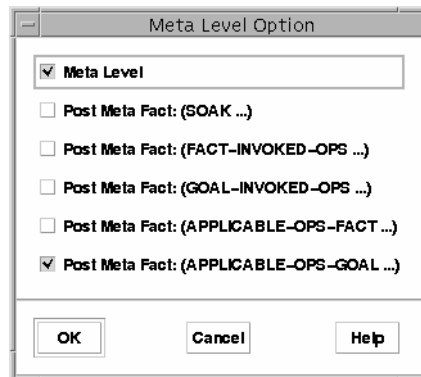 Meta Level Option
Meta Level
Post Meta Fact: (SOAK ...)
Post Meta Fact: (FACT-INVOKED-OPS ...)
Post Meta Fact: (GOAL-INVOKED-OPS ...)
Post Meta Fact: (APPLICABLE-OPS-FACT ...)
Post Meta Fact: (APPLICABLE-OPS-GOAL ...)
OK Cancel Help